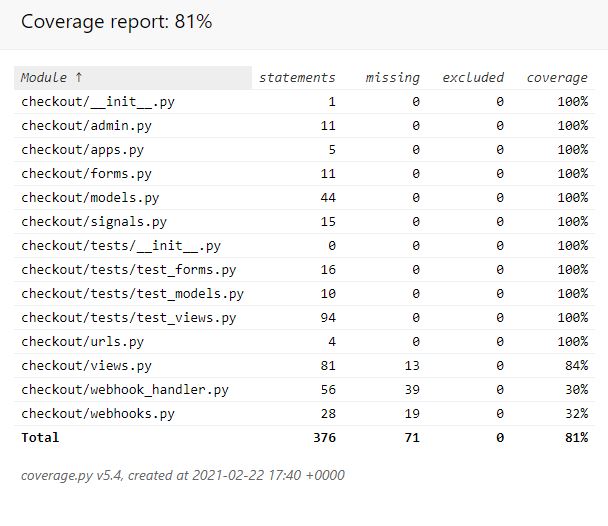 Coverage report: 81%
Module ↑ statements missing excluded coverage
checkout/__init__.py 1 0 0 100%
checkout/admin.py 11 0 0 100%
checkout/apps.py 5 0 0 100%
checkout/forms.py 11 0 0 100%
checkout/models.py 44 0 0 100%
checkout/signals.py 15 0 0 100%
checkout/tests/__init__.py 0 0 0 100%
checkout/tests/test_forms.py 16 0 0 100%
checkout/tests/test_models.py 10 0 0 100%
checkout/tests/test_views.py 94 0 0 100%
checkout/urls.py 4 0 0 100%
checkout/views.py 81 13 0 84%
checkout/webhook_handler.py 56 39 0 30%
checkout/webhooks.py 28 19 0 32%
Total 376 71 0 81%
coverage.py v5.4, created at 2021-02-22 17:40 +0000